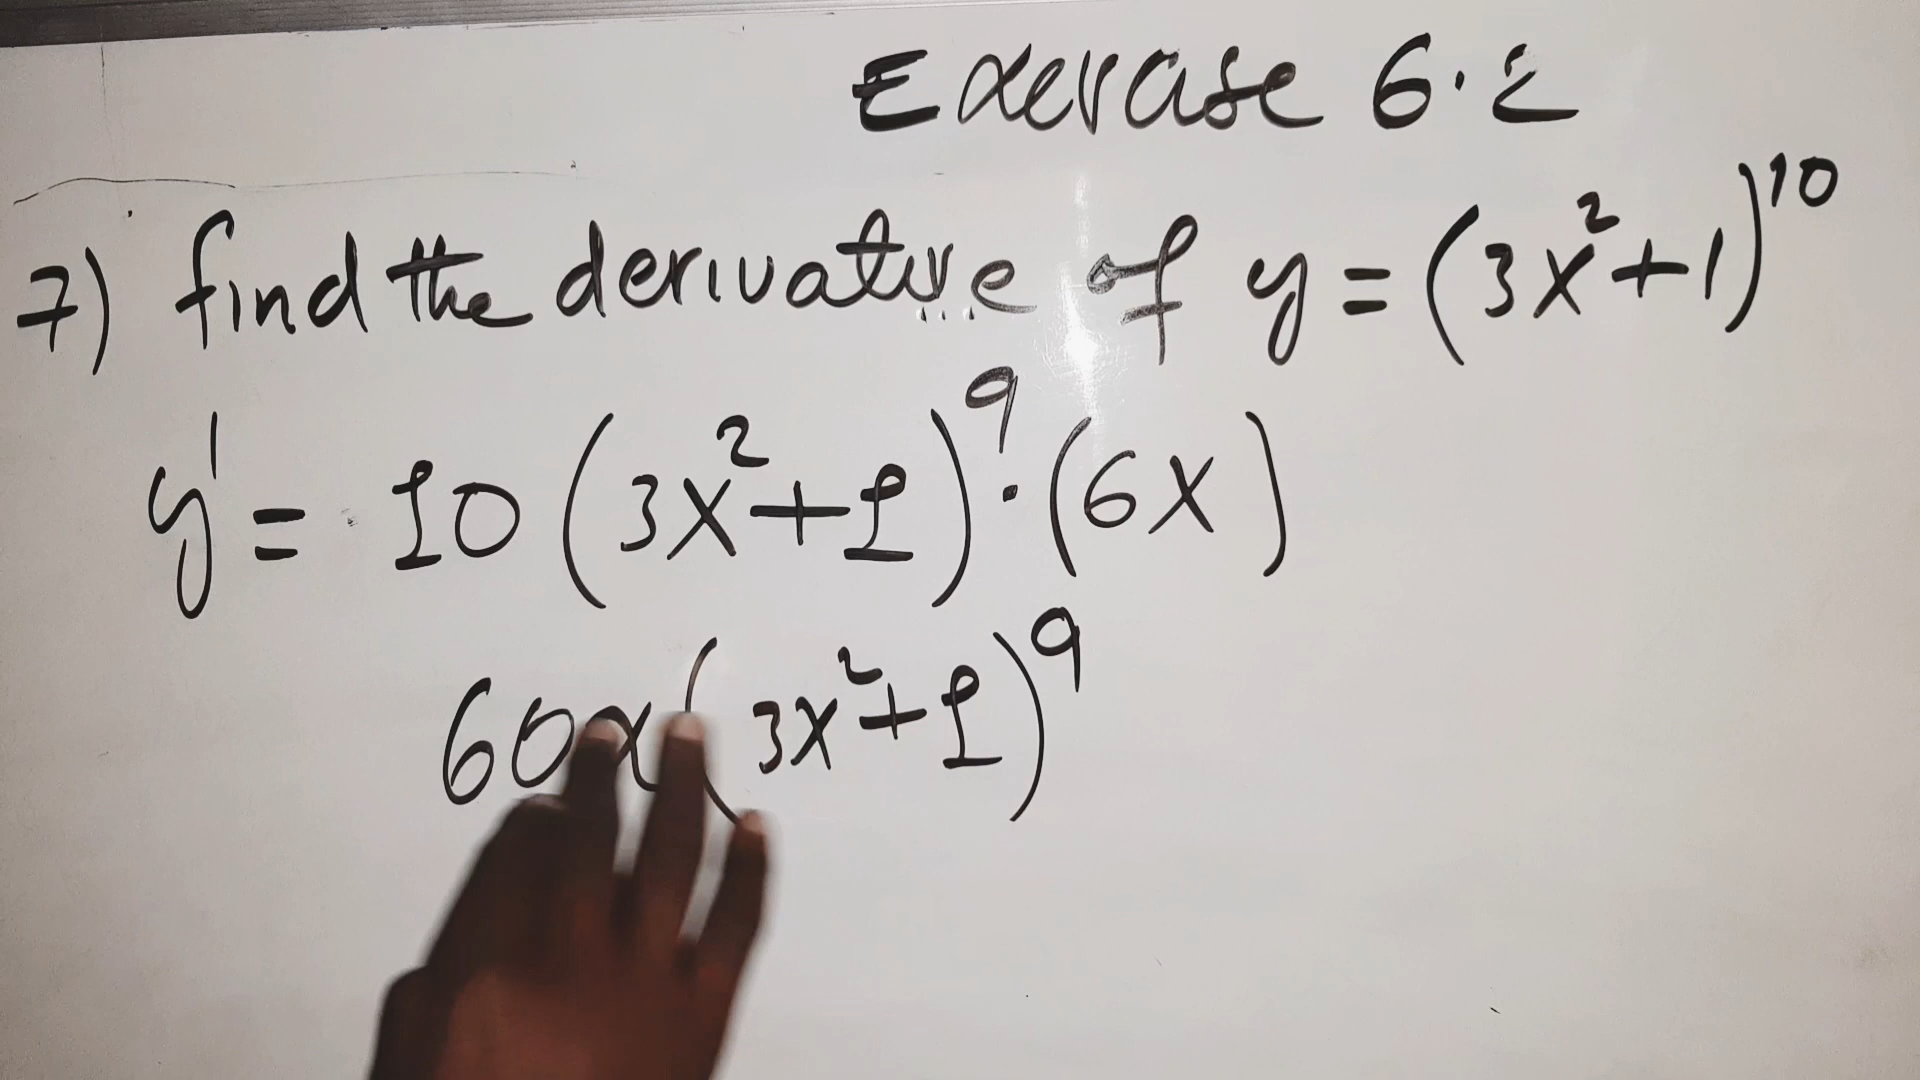 Exercise 6.2
7) find the derivative of y = (3x²+1)¹⁰
y' = 10(3x²+1)⁹·(6x)
60x(3x²+1)⁹